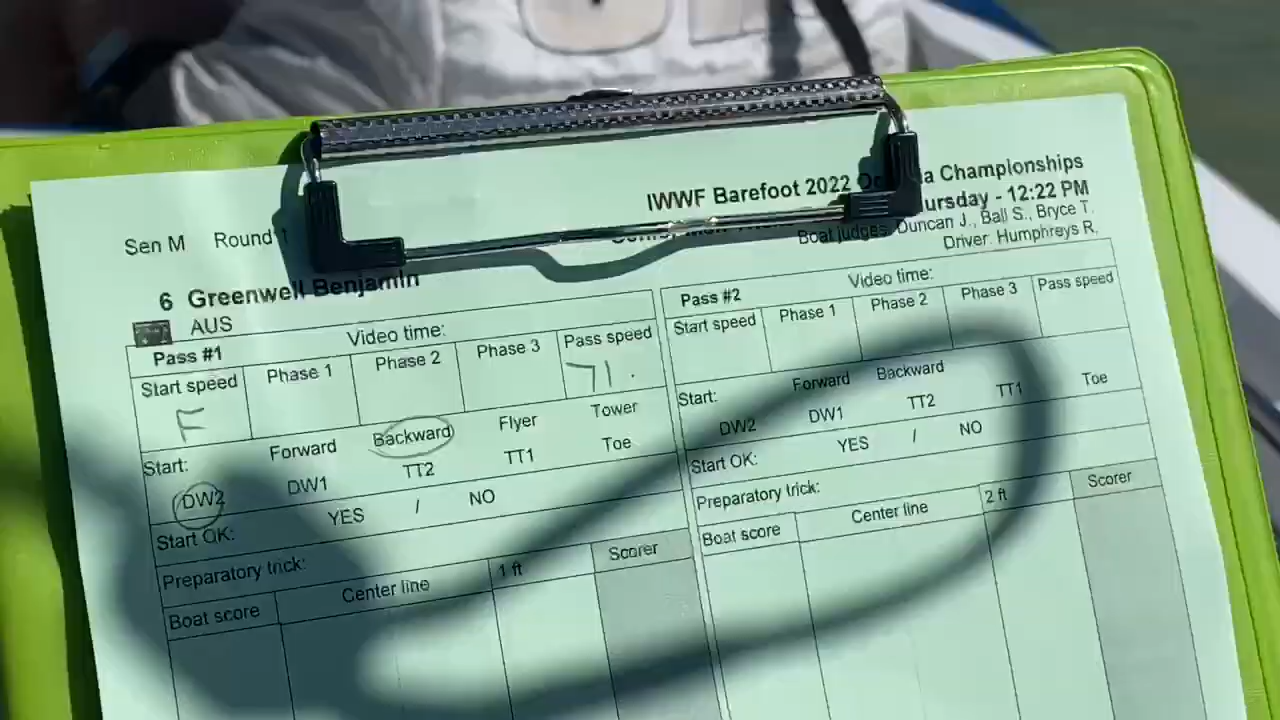 IWWF Barefoot 2022 Championships
- 12:22 PM
Sen M Round 1
Boat judges: Duncan J., Ball S., Bryce T.
Driver: Humphreys R.
6 Greenwell Benjamin
AUS
Pass #1 Video time:
Start speed Phase 1 Phase 2 Phase 3 Pass speed
F 71.
Start: Forward Backward Flyer Tower
DW2 DW1 TT2 TT1 Toe
Start OK: YES / NO
Preparatory trick:
Boat score Center line 1 ft Scorer
Pass #2 Video time:
Start speed Phase 1 Phase 2 Phase 3 Pass speed
Start: Forward Backward
DW2 DW1 TT2 TT1 Toe
Start OK: YES / NO
Preparatory trick:
Boat score Center line 2 ft Scorer